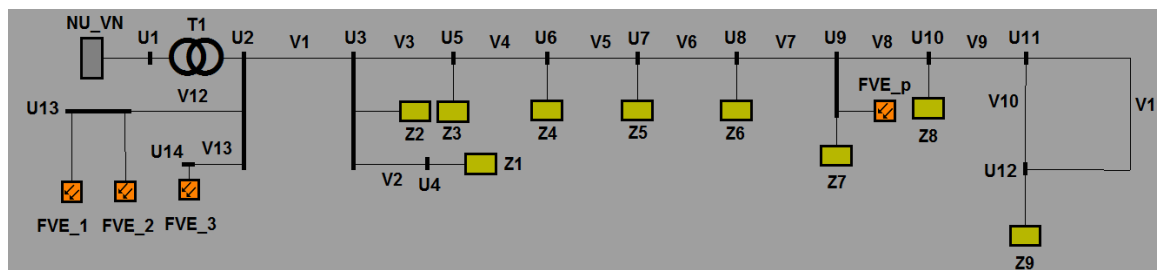 NU_VN
U1
T1
U2
V1
U3
V3
U5
V4
U6
V5
U7
V6
U8
V7
U9
V8
U10
V9
U11
V12
U13
FVE_p
V10
V1
Z2
Z3
Z4
Z5
Z6
Z8
U14
V13
V2
U4
Z1
Z7
U12
FVE_1
FVE_2
FVE_3
Z9